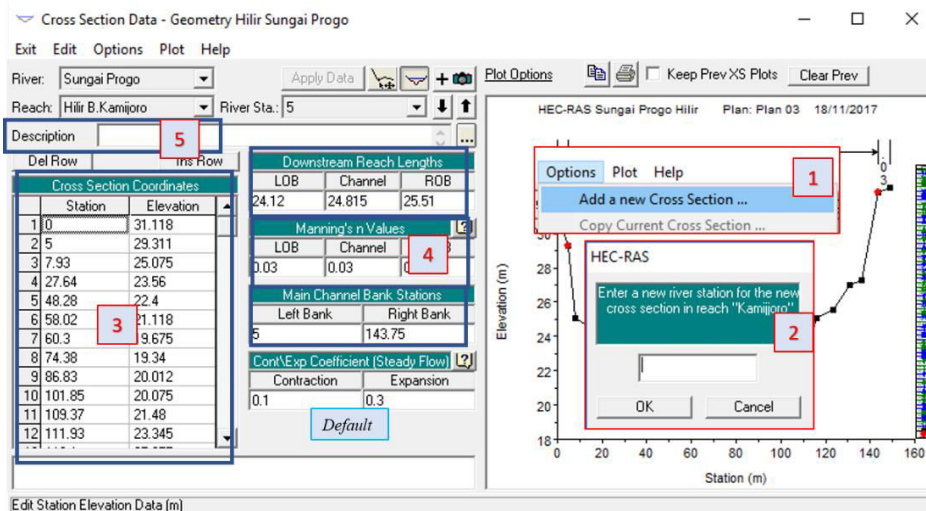 Cross Section Data - Geometry Hilir Sungai Progo
Exit Edit Options Plot Help
River: Sungai Progo
Apply Data
Plot Options
Keep Prev XS Plots
Clear Prev
Reach: Hilir B.Kamijoro
River Sta.: 5
Description
5
...
Del Row
Ins Row
Cross Section Coordinates
Station Elevation
1 0 31.118
2 5 29.311
3 7.93 25.075
4 27.64 23.56
5 48.28 22.4
6 58.02 21.118
7 60.3 9.675
8 74.38 19.34
9 86.83 20.012
10 101.85 20.075
11 109.37 21.48
12 111.93 23.345
3
Downstream Reach Lengths
LOB Channel ROB
24.12 24.815 25.51
Manning's n Values
LOB Channel
0.03 0.03
4
Main Channel Bank Stations
Left Bank Right Bank
5 143.75
Cont\Exp Coefficient (Steady Flow)
Contraction Expansion
0.1 0.3
Default
HEC-RAS Sungai Progo Hilir Plan: Plan 03 18/11/2017
Options Plot Help
1
Add a new Cross Section ...
Copy Current Cross Section ...
HEC-RAS
Enter a new river station for the new
cross section in reach "Kamijjoro"
2
OK
Cancel
Elevation (m)
30
28
26
24
22
20
18
0 20 40 60 80 100 120 140 160
Station (m)
Edit Station Elevation Data (m)